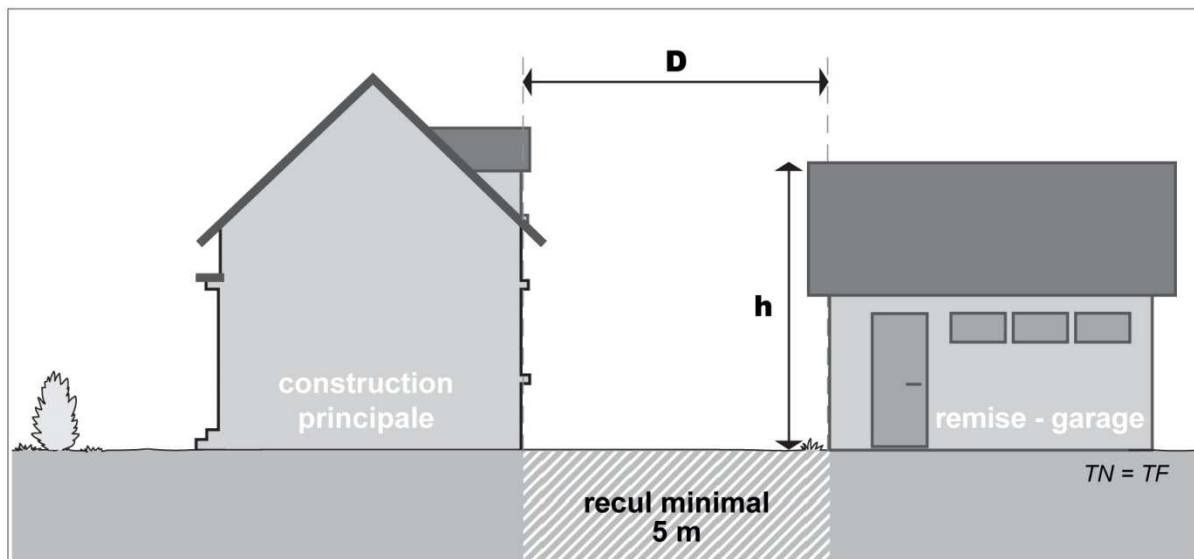 D
h
construction
principale
remise - garage
TN = TF
recul minimal
5 m